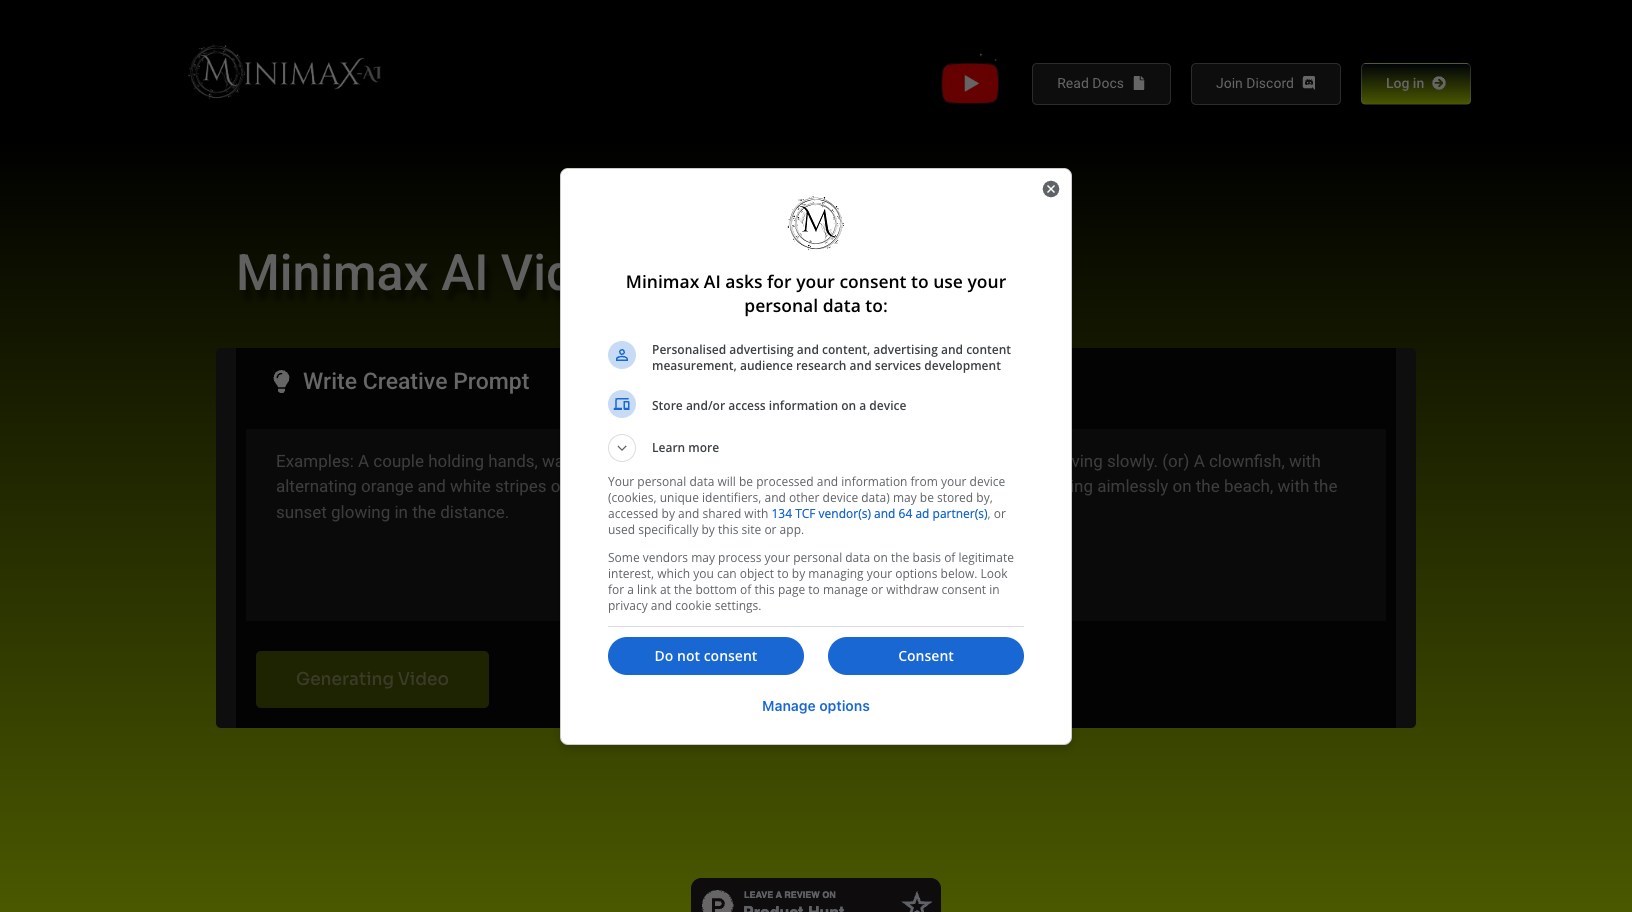 MINIMAX-AI
Read Docs
Join Discord
Log in
M
Minimax AI asks for your consent to use your
personal data to:
Minimax AI Vid
Personalised advertising and content, advertising and content
measurement, audience research and services development
Write Creative Prompt
Store and/or access information on a device
Learn more
Examples: A couple holding hands, wa
ving slowly. (or) A clownfish, with
alternating orange and white stripes o
ing aimlessly on the beach, with the
sunset glowing in the distance.
Your personal data will be processed and information from your device
(cookies, unique identifiers, and other device data) may be stored by,
accessed by and shared with 134 TCF vendor(s) and 64 ad partner(s), or
used specifically by this site or app.
Some vendors may process your personal data on the basis of legitimate
interest, which you can object to by managing your options below. Look
for a link at the bottom of this page to manage or withdraw consent in
privacy and cookie settings.
Do not consent
Consent
Generating Video
Manage options
LEAVE A REVIEW ON
P
Product Hunt